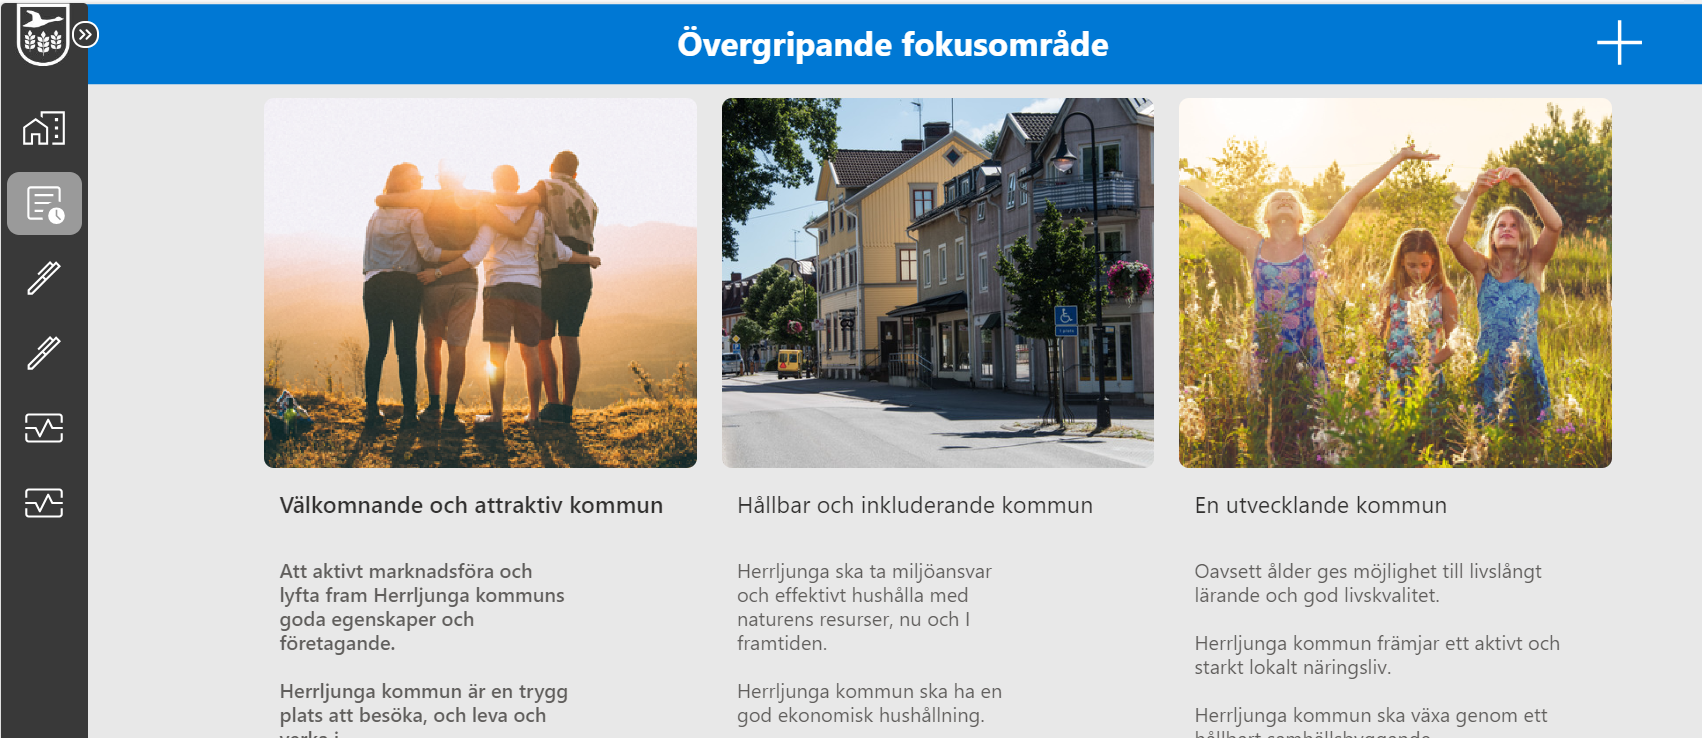 Övergripande fokusområde
Välkomnande och attraktiv kommun
Att aktivt marknadsföra och
lyfta fram Herrljunga kommuns
goda egenskaper och
företagande.
Herrljunga kommun är en trygg
plats att besöka, och leva och
verka i.
Hållbar och inkluderande kommun
Herrljunga ska ta miljöansvar
och effektivt hushålla med
naturens resurser, nu och I
framtiden.
Herrljunga kommun ska ha en
god ekonomisk hushållning.
En utvecklande kommun
Oavsett ålder ges möjlighet till livslångt
lärande och god livskvalitet.
Herrljunga kommun främjar ett aktivt och
starkt lokalt näringsliv.
Herrljunga kommun ska växa genom ett
hållbart samhällsbyggande.